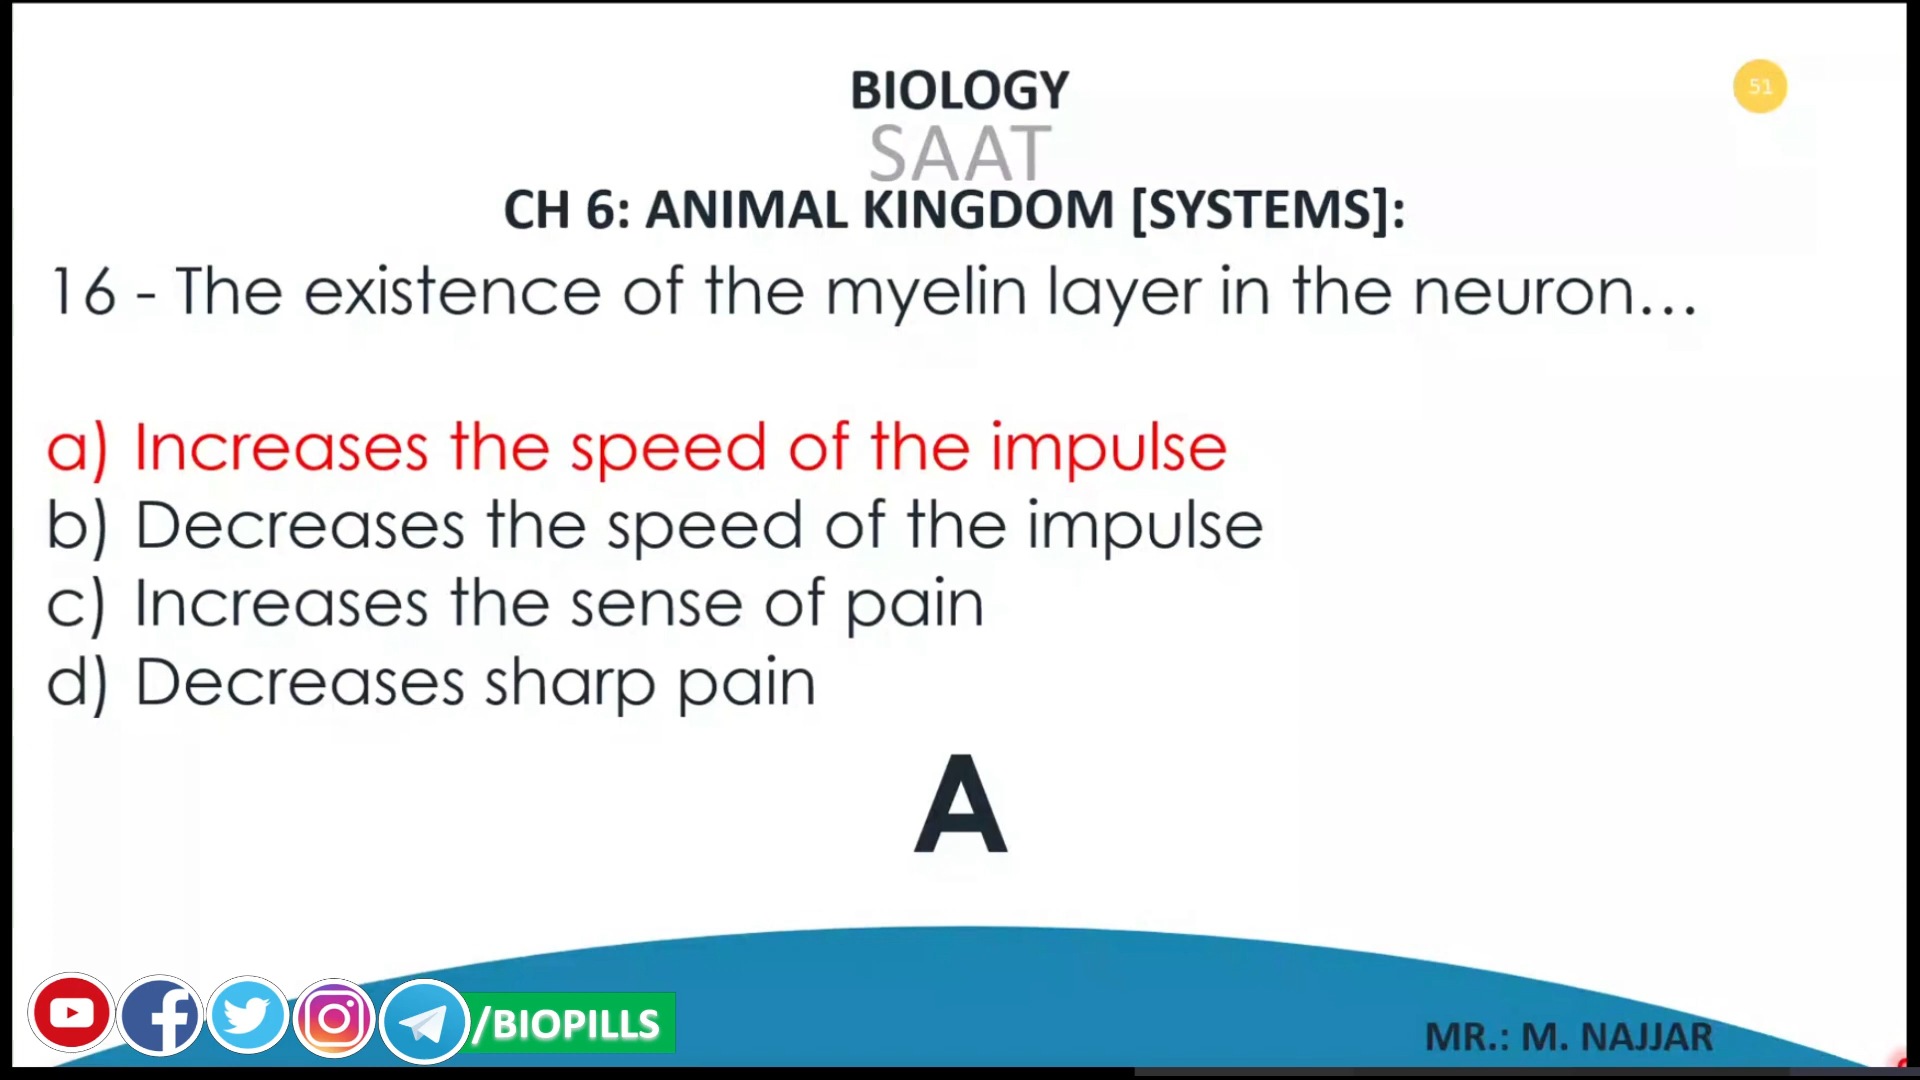 BIOLOGY
51
SAAT
CH 6: ANIMAL KINGDOM [SYSTEMS]:
16 - The existence of the myelin layer in the neuron...
a) Increases the speed of the impulse
b) Decreases the speed of the impulse
c) Increases the sense of pain
d) Decreases sharp pain
A
/BIOPILLS
MR.: M. NAJJAR